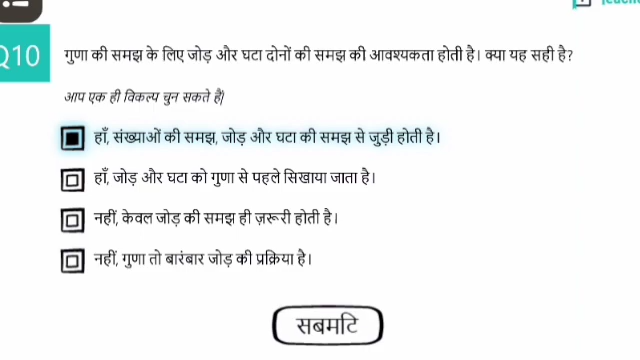 Q10
गुणा की समझ के लिए जोड़ और घटा दोनों की समझ की आवश्यकता होती है। क्या यह सही है?
आप एक ही विकल्प चुन सकते हैं|
हाँ, संख्याओं की समझ, जोड़ और घटा की समझ से जुड़ी होती है।
हाँ, जोड़ और घटा को गुणा से पहले सिखाया जाता है।
नहीं, केवल जोड़ की समझ ही ज़रूरी होती है।
नहीं, गुणा तो बारंबार जोड़ की प्रक्रिया है।
सबमिट